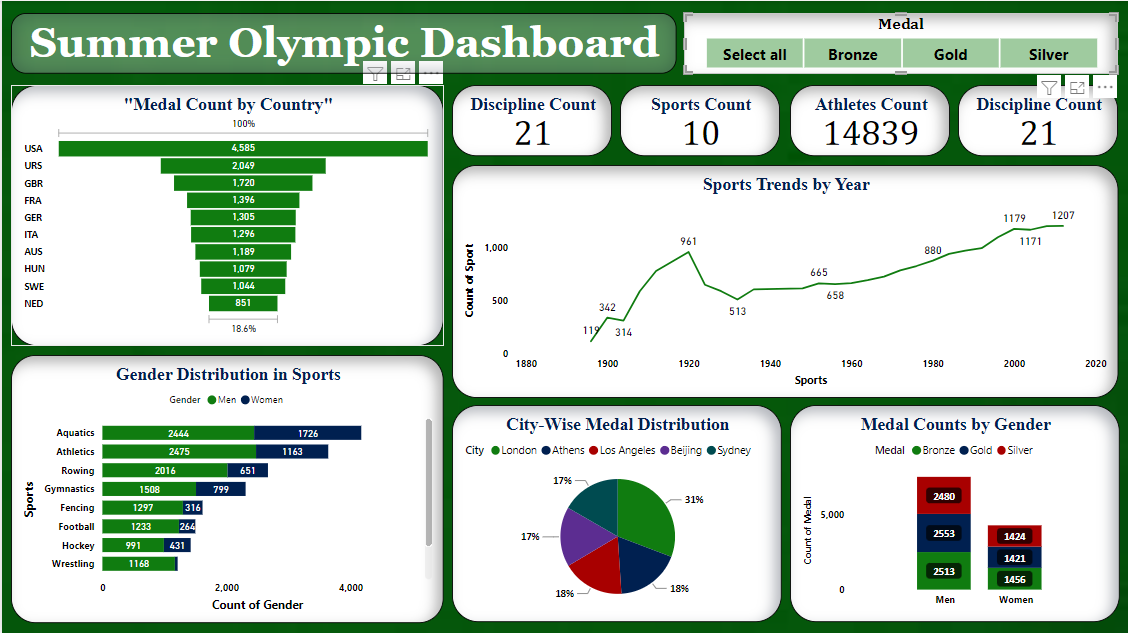 Summer Olympic Dashboard
Medal
Select all Bronze Gold Silver
"Medal Count by Country"
100%
USA 4,585
URS 2,049
GBR 1,720
FRA 1,396
GER 1,305
ITA 1,296
AUS 1,189
HUN 1,079
SWE 1,044
NED 851
18.6%
Discipline Count
21
Sports Count
10
Athletes Count
14839
Discipline Count
21
Sports Trends by Year
Count of Sport
1,000
500
0
119
342
314
961
513
665
658
880
1179
1171
1207
1880 1900 1920 1940 1960 1980 2000 2020
Sports
Gender Distribution in Sports
Gender Men Women
Sports
Aquatics 2444 1726
Athletics 2475 1163
Rowing 2016 651
Gymnastics 1508 799
Fencing 1297 316
Football 1233 264
Hockey 991 431
Wrestling 1168
0 2,000 4,000
Count of Gender
City-Wise Medal Distribution
City London Athens Los Angeles Beijing Sydney
17%
31%
17%
18%
18%
Medal Counts by Gender
Medal Bronze Gold Silver
Count of Medal
5,000
0
2480
2553
2513
1424
1421
1456
Men Women